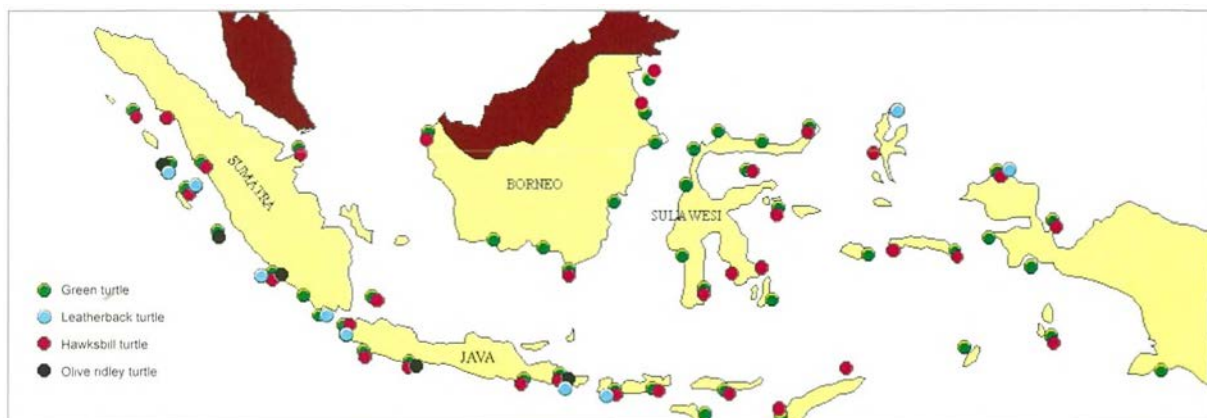 SUMATRA
BORNEO
SULAWESI
JAVA
Green turtle
Leatherback turtle
Hawksbill turtle
Olive ridley turtle